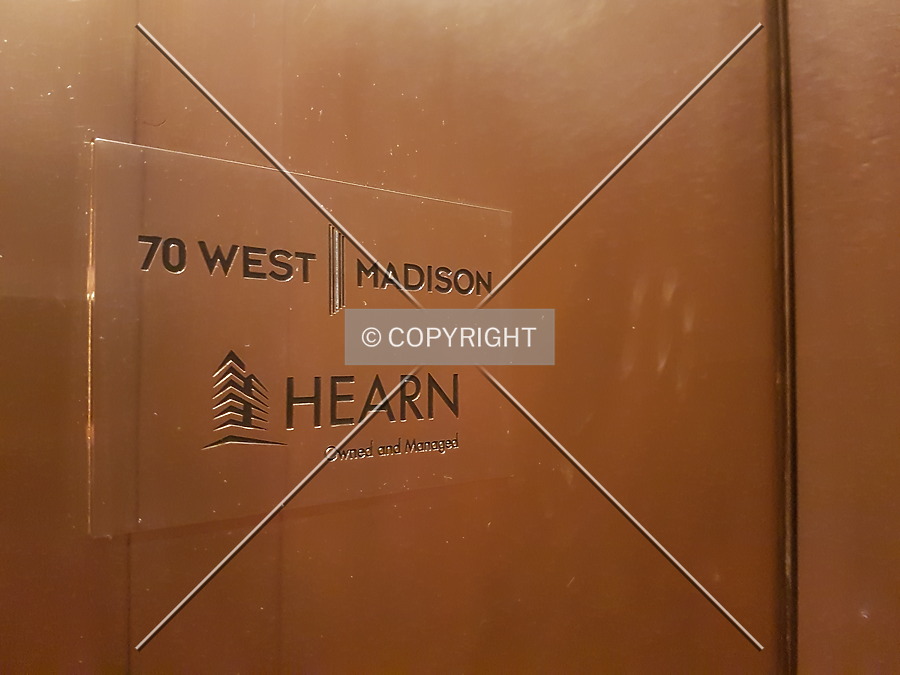 70 WEST MADISON
© COPYRIGHT
HEARN
Owned and Managed